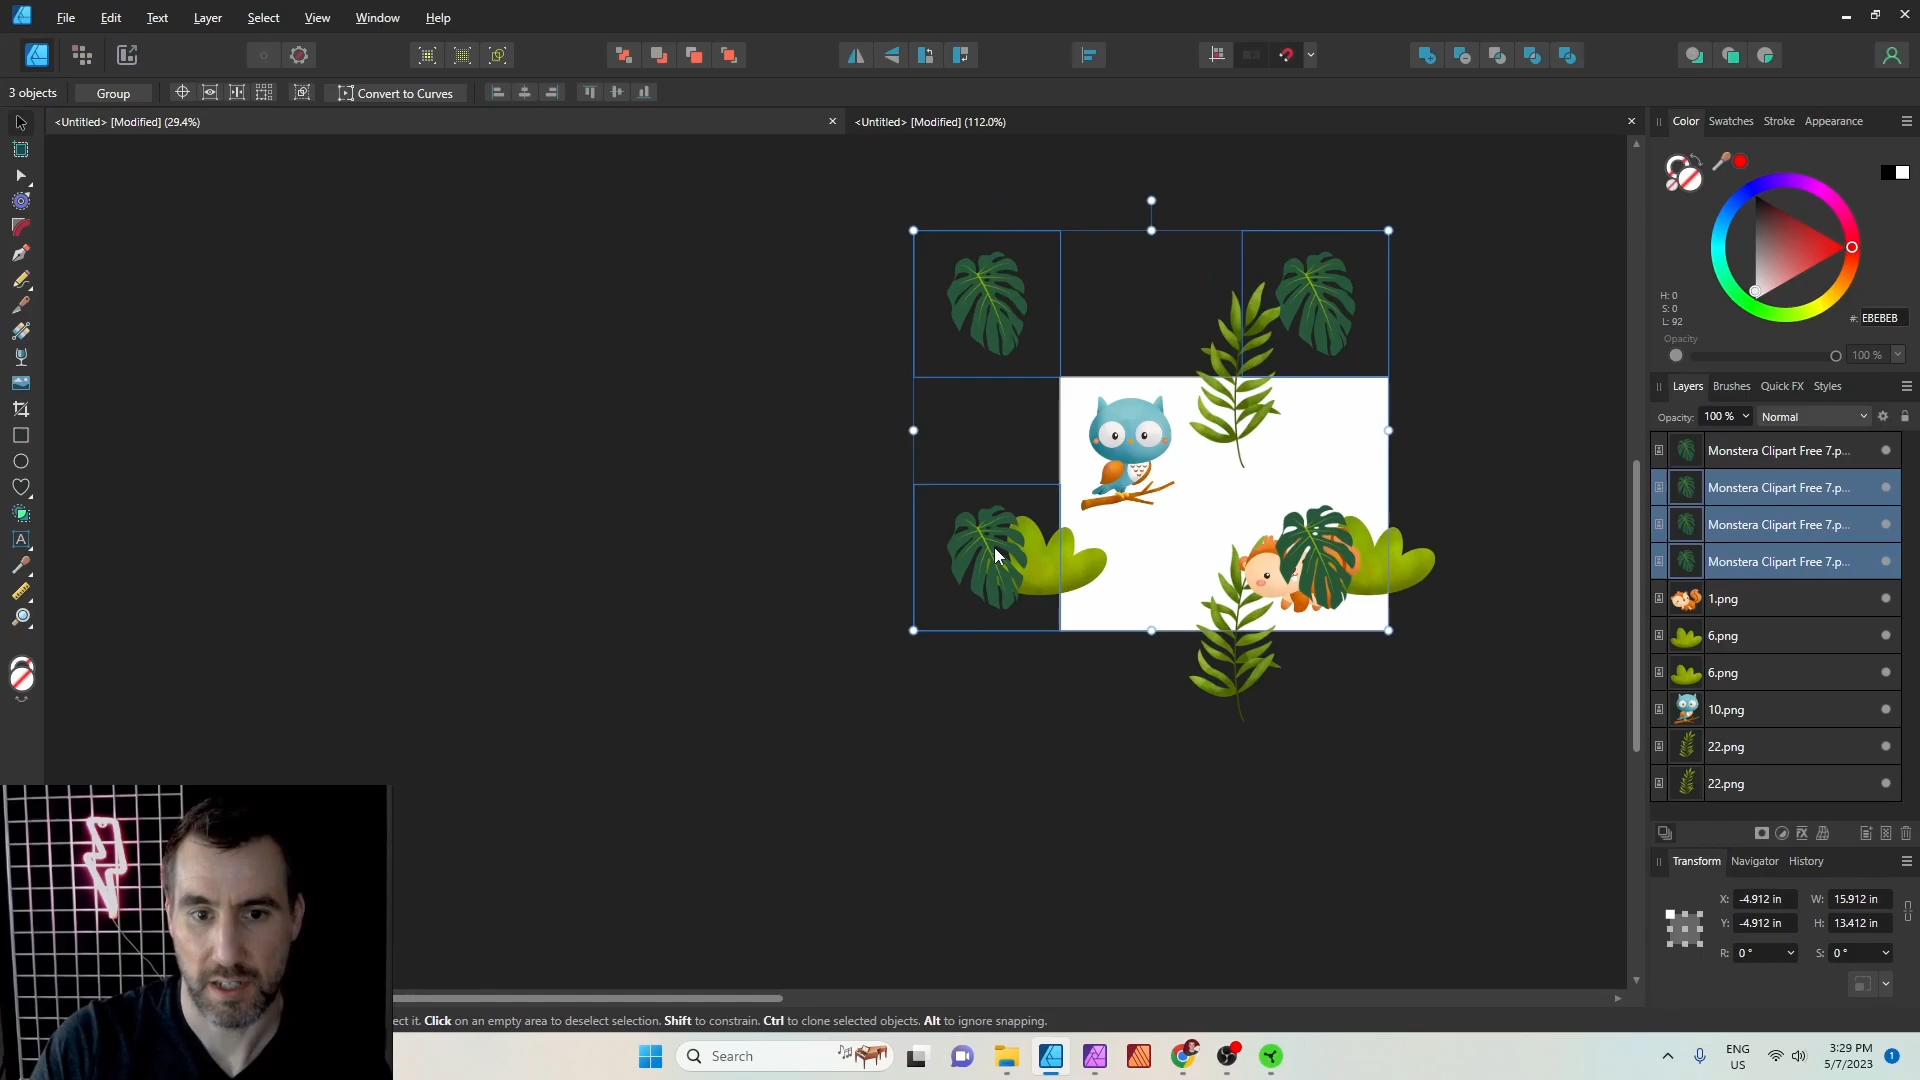 File Edit Text Layer Select View Window Help
3 objects Group Convert to Curves
<Untitled> [Modified] (29.4%)
<Untitled> [Modified] (112.0%)
Color Swatches Stroke Appearance
H: 0
S: 0
L: 92
#: EBEBEB
Opacity
100 %
Layers Brushes Quick FX Styles
Opacity: 100 % Normal
Monstera Clipart Free 7.p...
Monstera Clipart Free 7.p...
Monstera Clipart Free 7.p...
Monstera Clipart Free 7.p...
1.png
6.png
6.png
10.png
22.png
22.png
Transform Navigator History
X: -4.912 in W: 15.912 in
Y: -4.912 in H: 13.412 in
R: 0 ° S: 0 °
ect it. Click on an empty area to deselect selection. Shift to constrain. Ctrl to clone selected objects. Alt to ignore snapping.
Search
ENG
US
3:29 PM
5/7/2023
1